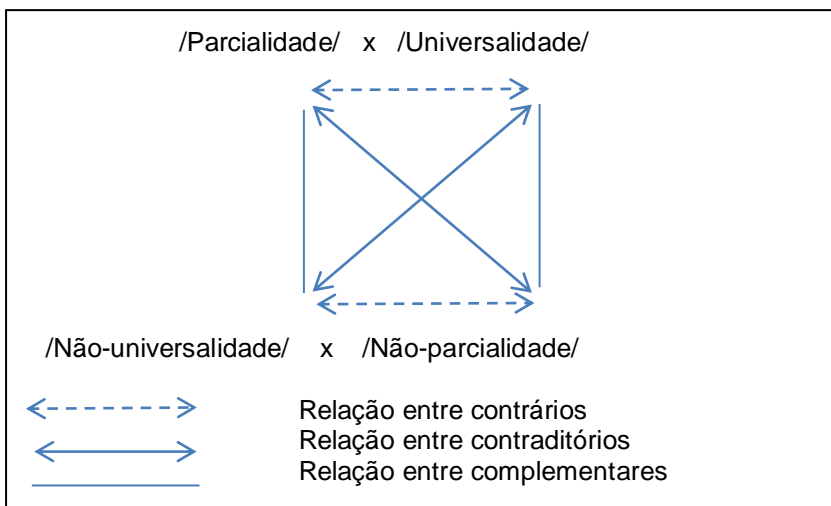 /Parcialidade/ x /Universalidade/
/Não-universalidade/ x /Não-parcialidade/
Relação entre contrários
Relação entre contraditórios
Relação entre complementares